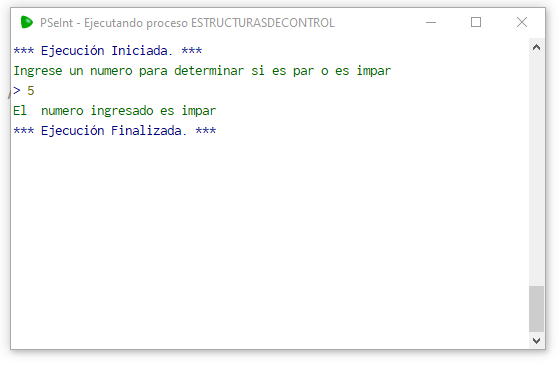 PSeInt - Ejecutando proceso ESTRUCTURASDECONTROL
*** Ejecución Iniciada. ***
Ingrese un numero para determinar si es par o es impar
> 5
El  numero ingresado es impar
*** Ejecución Finalizada. ***